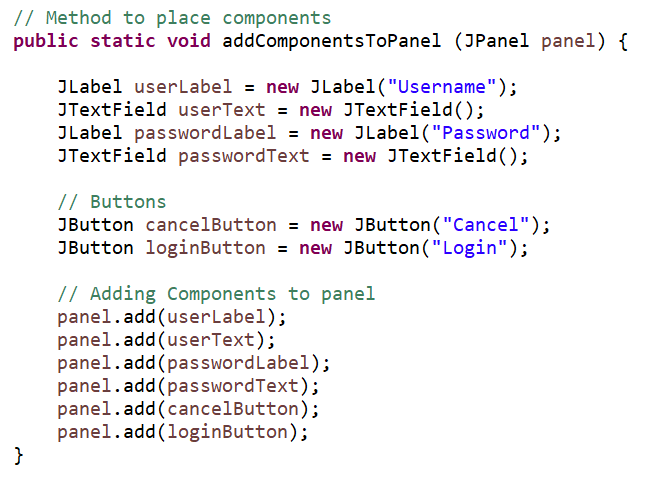 // Method to place components
public static void addComponentsToPanel (JPanel panel) {
JLabel userLabel = new JLabel("Username");
JTextField userText = new JTextField();
JLabel passwordLabel = new JLabel("Password");
JTextField passwordText = new JTextField();
// Buttons
JButton cancelButton = new JButton("Cancel");
JButton loginButton = new JButton("Login");
// Adding Components to panel
panel.add(userLabel);
panel.add(userText);
panel.add(passwordLabel);
panel.add(passwordText);
panel.add(cancelButton);
panel.add(loginButton);
}